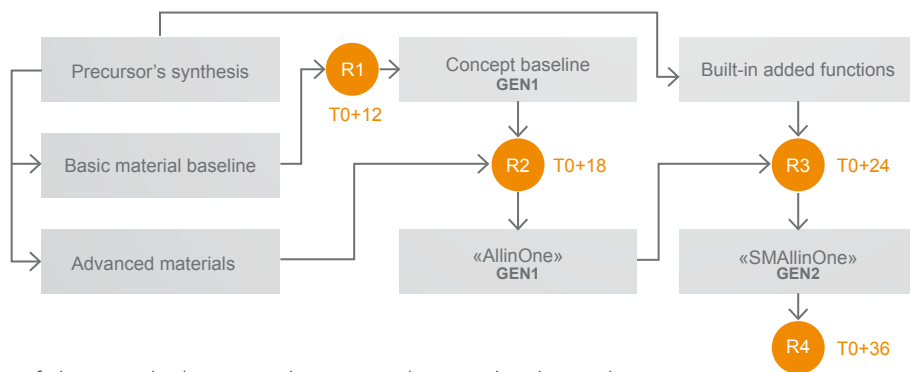 Precursor's synthesis
R1
T0+12
Concept baseline
GEN1
Built-in added functions
Basic material baseline
R2
T0+18
R3
T0+24
Advanced materials
«AllinOne»
GEN1
«SMAllinOne»
GEN2
R4
T0+36